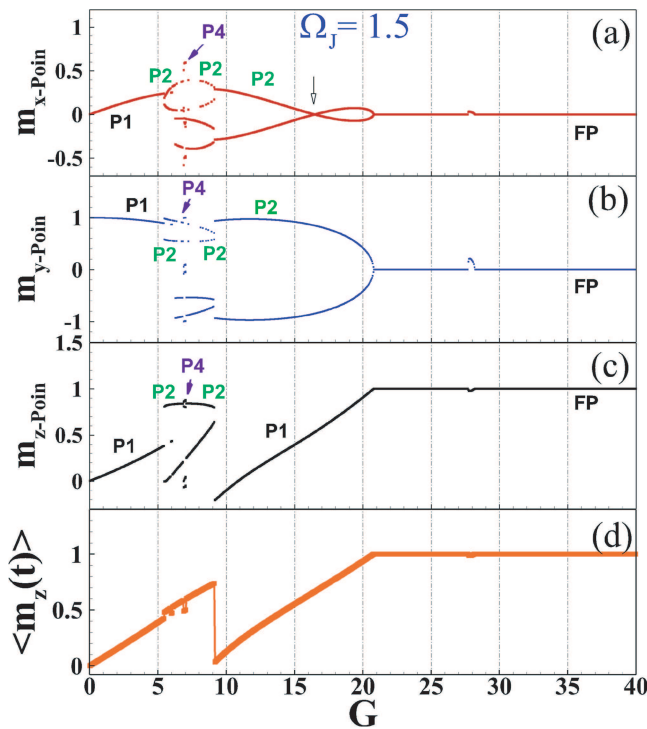 Ω_J = 1.5
(a)
m_x-Poin
1
0.5
0
-0.5
P1
P2
P4
P2
P2
FP
(b)
m_y-Poin
1
0
-1
P1
P4
P2
P2
P2
FP
(c)
m_z-Poin
1.5
1
0.5
0
P1
P2
P4
P2
P1
FP
(d)
<m_z(t)>
1
0.5
0
0 5 10 15 20 25 30 35 40
G